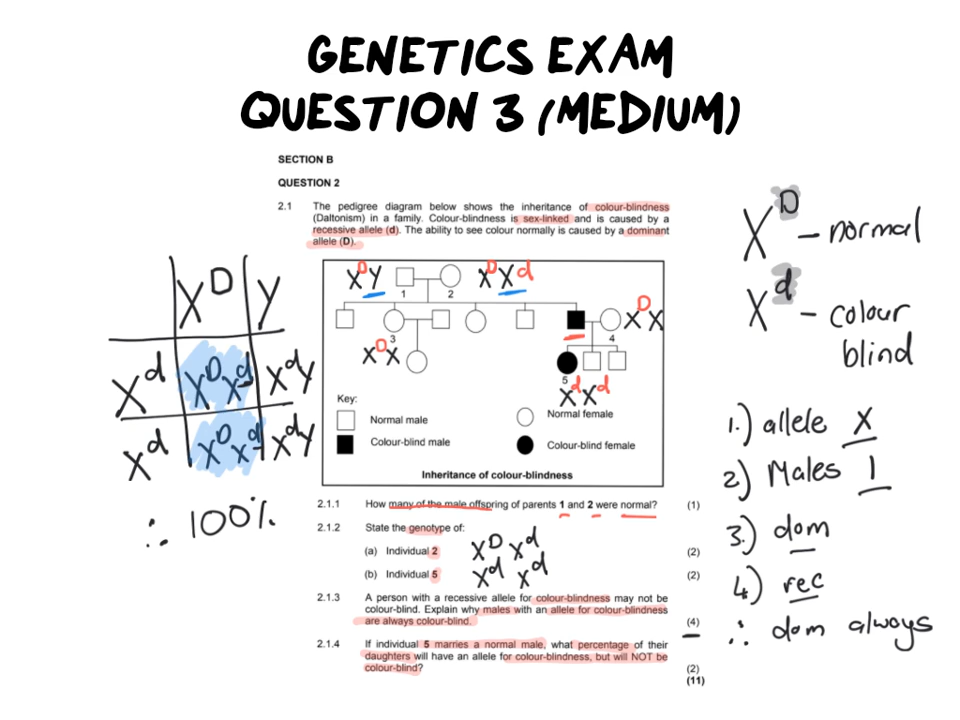 GENETICS EXAM
QUESTION 3 (MEDIUM)
SECTION B
QUESTION 2
2.1 The pedigree diagram below shows the inheritance of colour-blindness
(Daltonism) in a family. Colour-blindness is sex-linked and is caused by a
recessive allele (d). The ability to see colour normally is caused by a dominant
allele (D).
X^D Y 1 2 X^D X^d
3 4 X^D X
X^D X
5
X^d X^d
Key:
Normal male
Normal female
Colour-blind male
Colour-blind female
Inheritance of colour-blindness
2.1.1 How many of the male offspring of parents 1 and 2 were normal? (1)
2.1.2 State the genotype of:
(a) Individual 2 X^D X^d (2)
(b) Individual 5 X^d X^d (2)
2.1.3 A person with a recessive allele for colour-blindness may not be
colour-blind. Explain why males with an allele for colour-blindness
are always colour-blind. (4)
2.1.4 If individual 5 marries a normal male, what percentage of their
daughters will have an allele for colour-blindness, but will NOT be
colour-blind? (2)
(11)
X^D Y
X^d X^D X^d X^d Y
X^d X^D X^d X^d Y
∴ 100%
X^D – normal
X^d – colour
blind
1.) allele X
2) Males 1
3.) dom
4.) rec
∴ dom always